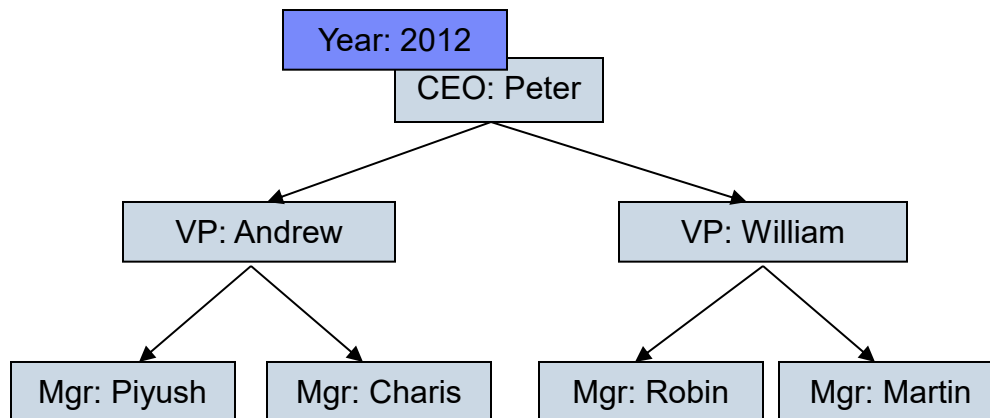 Year: 2012
CEO: Peter
VP: Andrew
VP: William
Mgr: Piyush
Mgr: Charis
Mgr: Robin
Mgr: Martin